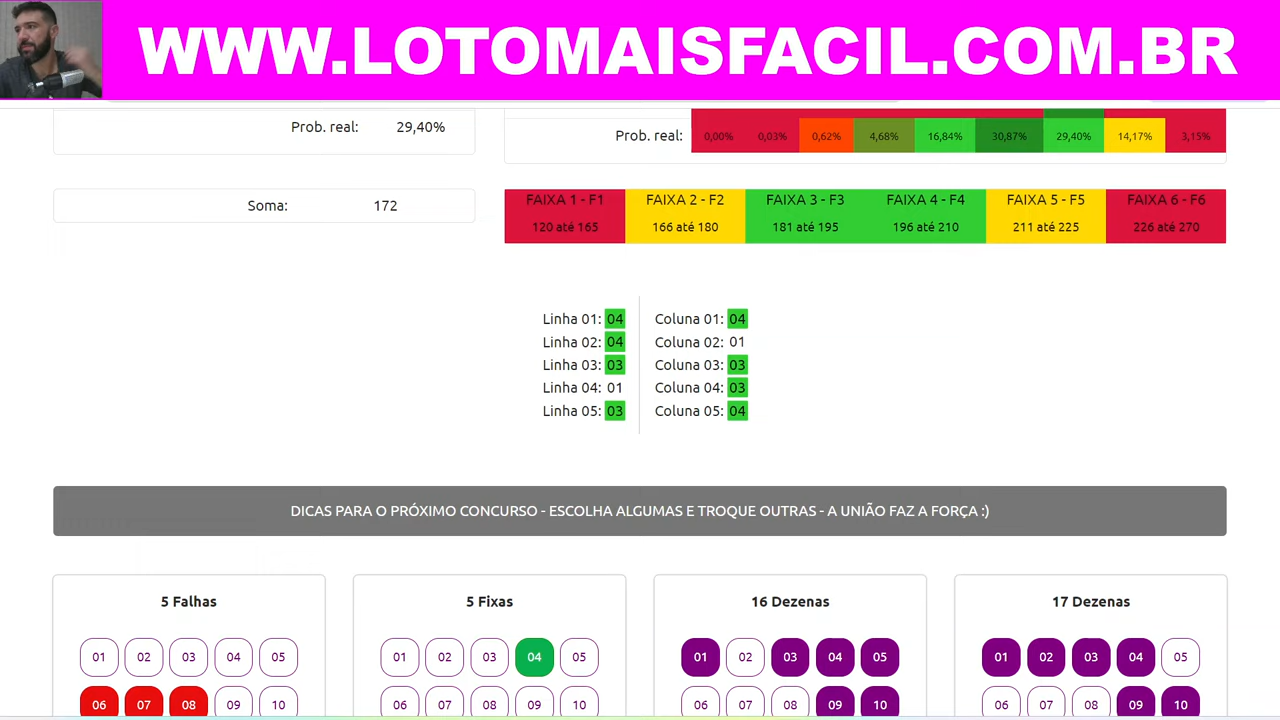 WWW.LOTOMAISFACIL.COM.BR
Prob. real: 29,40%
Prob. real: 0,00% 0,03% 0,62% 4,68% 16,84% 30,87% 29,40% 14,17% 3,15%
Soma: 172
FAIXA 1 - F1 FAIXA 2 - F2 FAIXA 3 - F3 FAIXA 4 - F4 FAIXA 5 - F5 FAIXA 6 - F6
120 até 165 166 até 180 181 até 195 196 até 210 211 até 225 226 até 270
Linha 01: 04 Coluna 01: 04
Linha 02: 04 Coluna 02: 01
Linha 03: 03 Coluna 03: 03
Linha 04: 01 Coluna 04: 03
Linha 05: 03 Coluna 05: 04
DICAS PARA O PRÓXIMO CONCURSO - ESCOLHA ALGUMAS E TROQUE OUTRAS - A UNIÃO FAZ A FORÇA :)
5 Falhas 5 Fixas 16 Dezenas 17 Dezenas
01 02 03 04 05 01 02 03 04 05 01 02 03 04 05 01 02 03 04 05
06 07 08 09 10 06 07 08 09 10 06 07 08 09 10 06 07 08 09 10